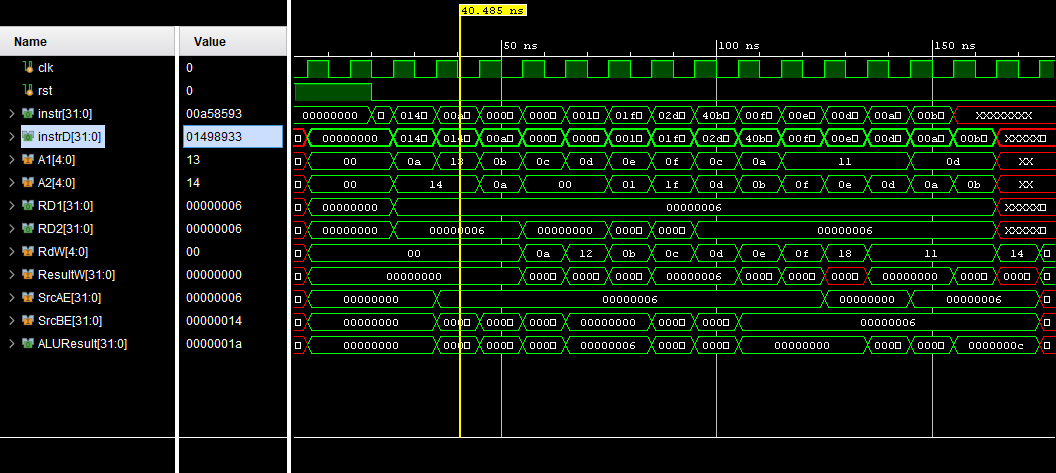 40.485 ns
Name Value
50 ns 100 ns 150 ns
clk 0
rst 0
instr[31:0] 00a58593 00000000 014 00a 000 000 001 01f 02d 40b 00f 00e 00d 00a XXXXXXXX
instrD[31:0] 01498933 00000000 014 014 00a 000 000 001 01f 02d 40b 00f 00e 00d 00a 00b XXXXX
A1[4:0] 13 00 0a 13 0b 0c 0d 0e 0f 0c 0a 11 0d XX
A2[4:0] 14 00 14 0a 00 01 1f 0d 0b 0f 0e 0d 0a 0b XX
RD1[31:0] 00000006 00000000 00000006 XXXXX
RD2[31:0] 00000006 00000000 00000006 00000000 000 000 00000006 XXXXX
RdW[4:0] 00 00 0a 12 0b 0c 0d 0e 0f 18 11 14
ResultW[31:0] 00000000 00000000 000 000 000 00000006 000 000 000 00000000 000 000
SrcAE[31:0] 00000006 00000000 00000006 00000000 00000006
SrcBE[31:0] 00000014 00000000 000 000 000 00000000 000 000 00000006
ALUResult[31:0] 0000001a 00000000 000 000 000 00000006 000 000 00000000 000 000 0000000c